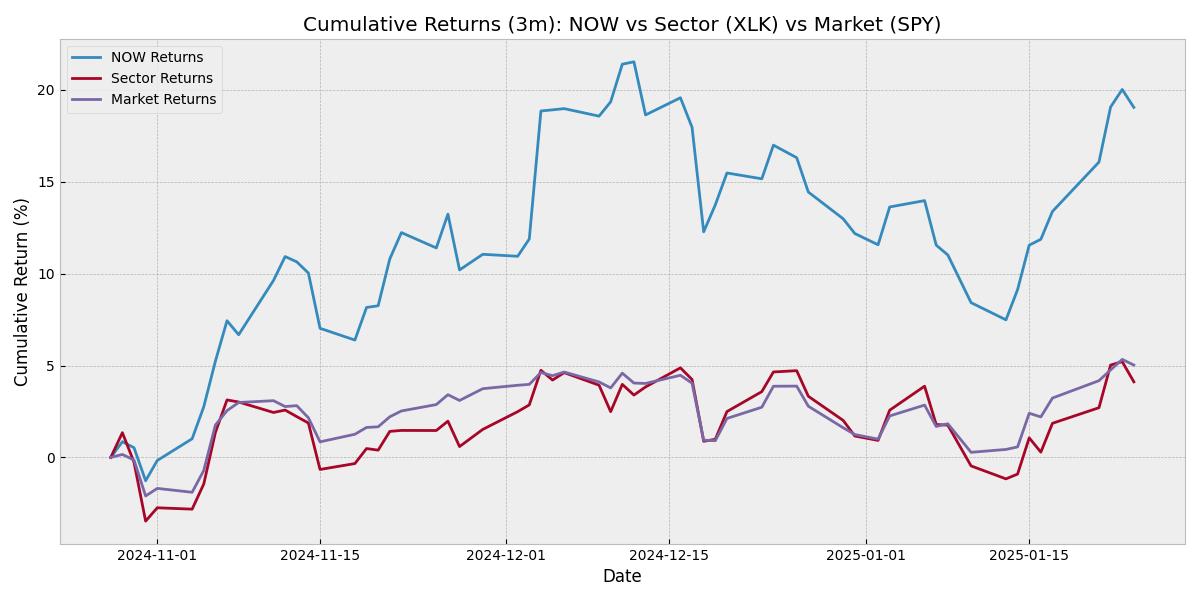 Cumulative Returns (3m): NOW vs Sector (XLK) vs Market (SPY)
NOW Returns
Sector Returns
Market Returns
Cumulative Return (%)
20
15
10
5
0
2024-11-01
2024-11-15
2024-12-01
2024-12-15
2025-01-01
2025-01-15
Date